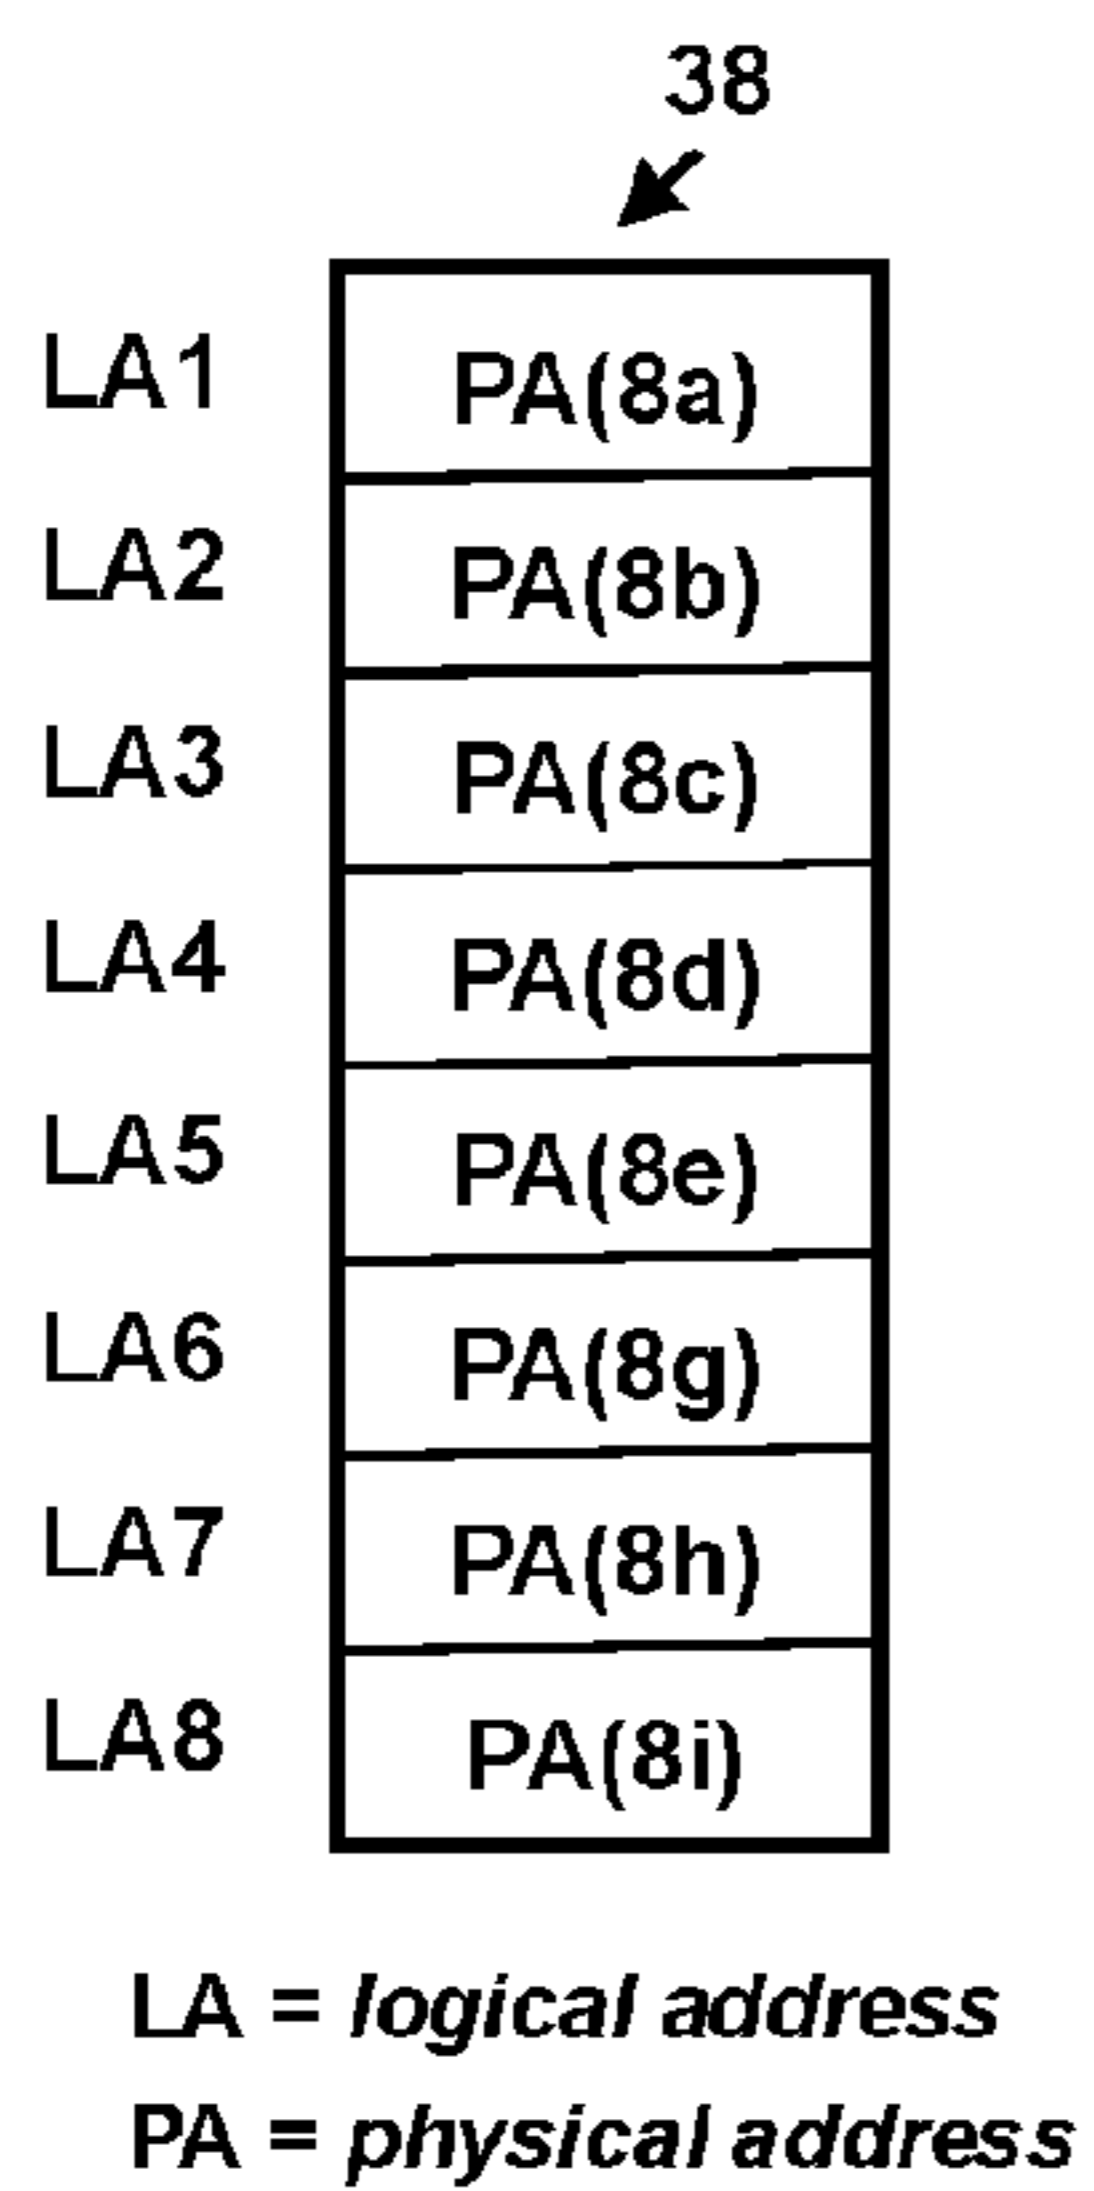 38
LA1 PA(8a)
LA2 PA(8b)
LA3 PA(8c)
LA4 PA(8d)
LA5 PA(8e)
LA6 PA(8g)
LA7 PA(8h)
LA8 PA(8i)
LA = logical address
PA = physical address